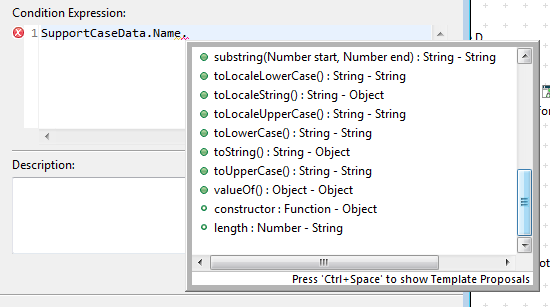 Condition Expression:
1 SupportCaseData.Name.
D
substring(Number start, Number end) : String - String
toLocaleLowerCase() : String - String
toLocaleString() : String - Object
toLocaleUpperCase() : String - String
toLowerCase() : String - String
toString() : String - Object
toUpperCase() : String - String
valueOf() : Object - Object
constructor : Function - Object
length : Number - String
Press 'Ctrl+Space' to show Template Proposals
Description:
for
ot